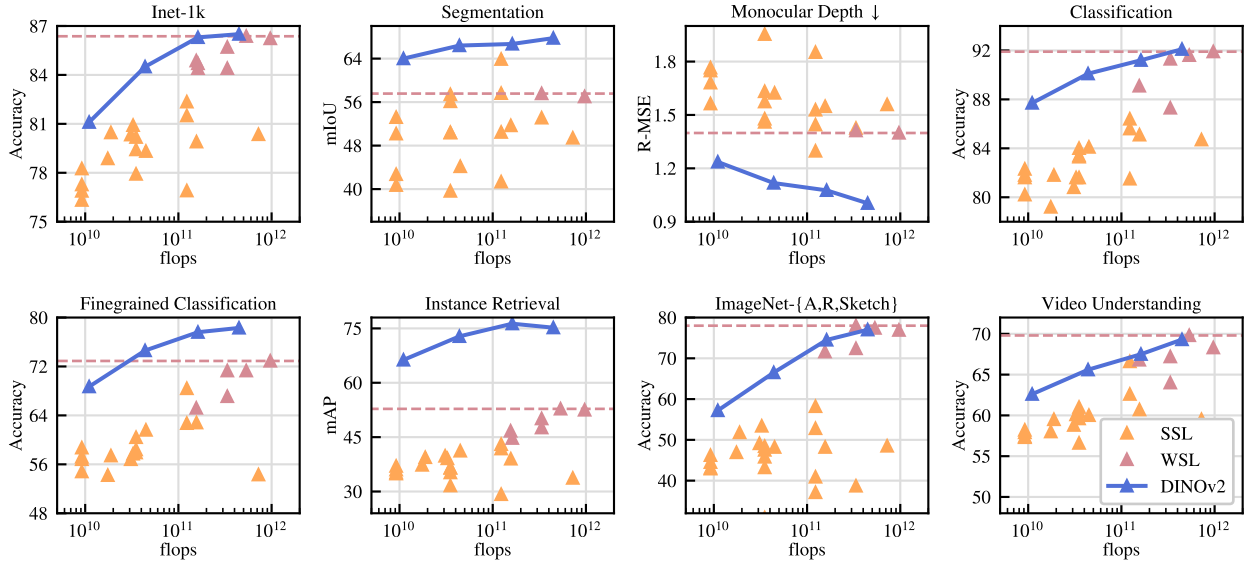 Inet-1k
87
84
81
78
75
Accuracy
10^10 10^11 10^12
flops
Segmentation
64
56
48
40
mIoU
10^10 10^11 10^12
flops
Monocular Depth ↓
1.8
1.5
1.2
0.9
R-MSE
10^10 10^11 10^12
flops
Classification
92
88
84
80
Accuracy
10^10 10^11 10^12
flops
Finegrained Classification
80
72
64
56
48
Accuracy
10^10 10^11 10^12
flops
Instance Retrieval
75
60
45
30
mAP
10^10 10^11 10^12
flops
ImageNet-{A,R,Sketch}
80
70
60
50
40
Accuracy
10^10 10^11 10^12
flops
Video Understanding
70
65
60
55
50
Accuracy
10^10 10^11 10^12
flops
SSL
WSL
DINOv2